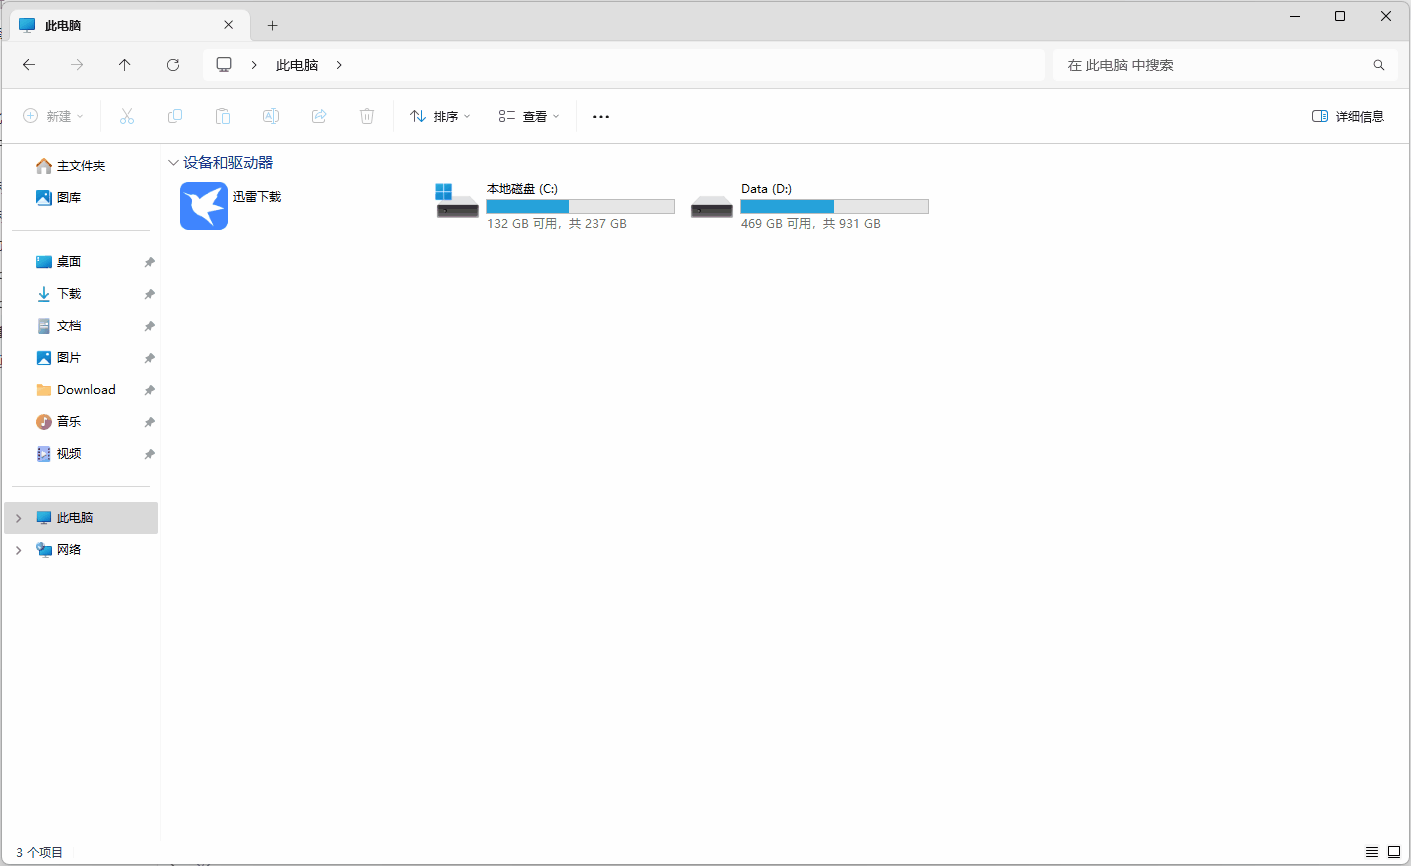 此电脑
此电脑
在 此电脑 中搜索
新建
排序
查看
详细信息
主文件夹
图库
桌面
下载
文档
图片
Download
音乐
视频
此电脑
网络
设备和驱动器
迅雷下载
本地磁盘 (C:)
132 GB 可用，共 237 GB
Data (D:)
469 GB 可用，共 931 GB
3 个项目